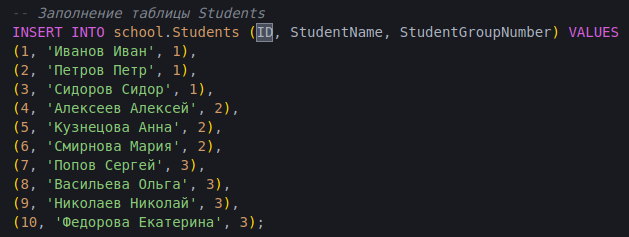 -- Заполнение таблицы Students
INSERT INTO school.Students (ID, StudentName, StudentGroupNumber) VALUES
(1, 'Иванов Иван', 1),
(2, 'Петров Петр', 1),
(3, 'Сидоров Сидор', 1),
(4, 'Алексеев Алексей', 2),
(5, 'Кузнецова Анна', 2),
(6, 'Смирнова Мария', 2),
(7, 'Попов Сергей', 3),
(8, 'Васильева Ольга', 3),
(9, 'Николаев Николай', 3),
(10, 'Федорова Екатерина', 3);